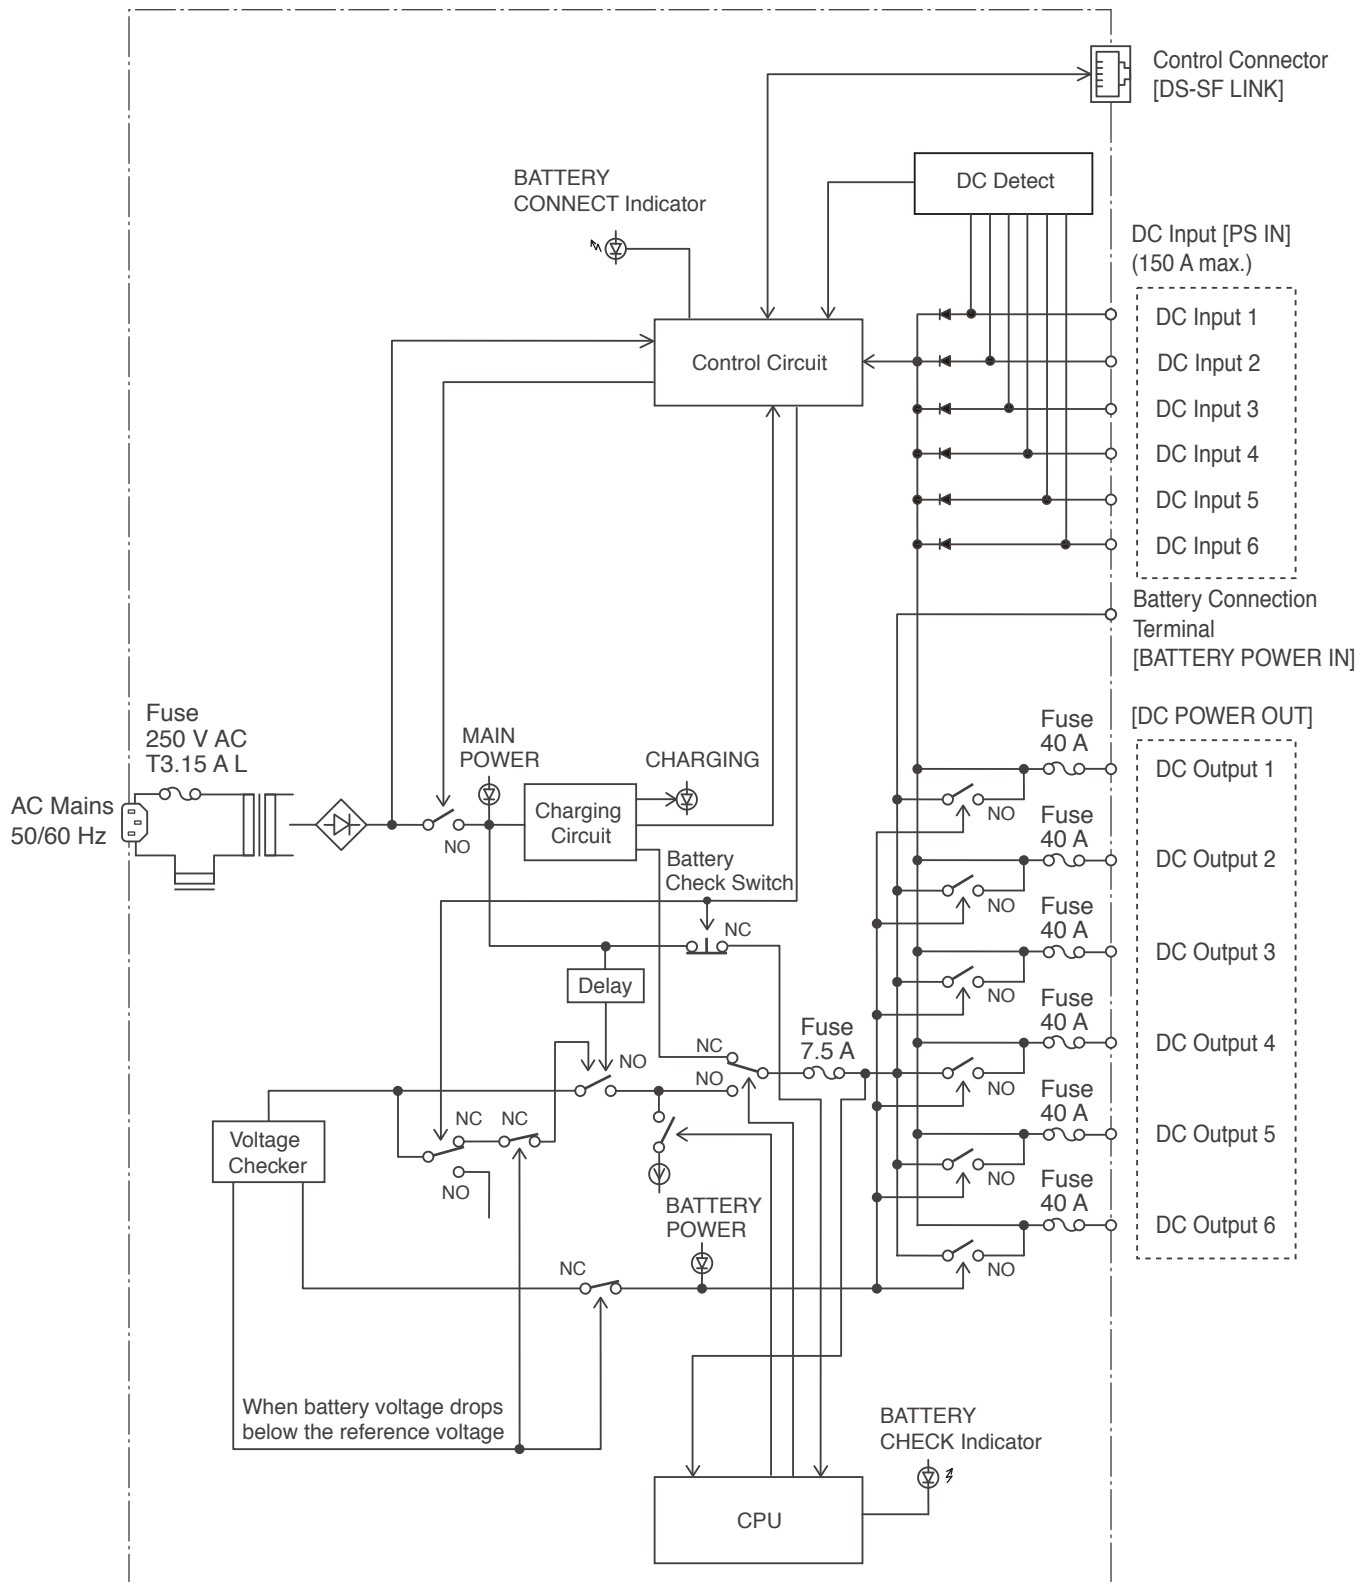 Control Connector
[DS-SF LINK]
BATTERY
CONNECT Indicator
DC Detect
DC Input [PS IN]
(150 A max.)
DC Input 1
Control Circuit
DC Input 2
DC Input 3
DC Input 4
DC Input 5
DC Input 6
Battery Connection
Terminal
[BATTERY POWER IN]
Fuse
250 V AC
T3.15 A L
AC Mains
50/60 Hz
MAIN
POWER
NO
CHARGING
Charging
Circuit
Battery
Check Switch
NC
Delay
[DC POWER OUT]
Fuse
40 A
DC Output 1
NO
Fuse
40 A
DC Output 2
NO
Fuse
40 A
DC Output 3
NO
Fuse
40 A
DC Output 4
NO
Fuse
40 A
DC Output 5
NO
Fuse
40 A
DC Output 6
NO
Fuse
7.5 A
NC
NO
NO
Voltage
Checker
NC
NC
NO
BATTERY
POWER
NC
When battery voltage drops
below the reference voltage
BATTERY
CHECK Indicator
CPU